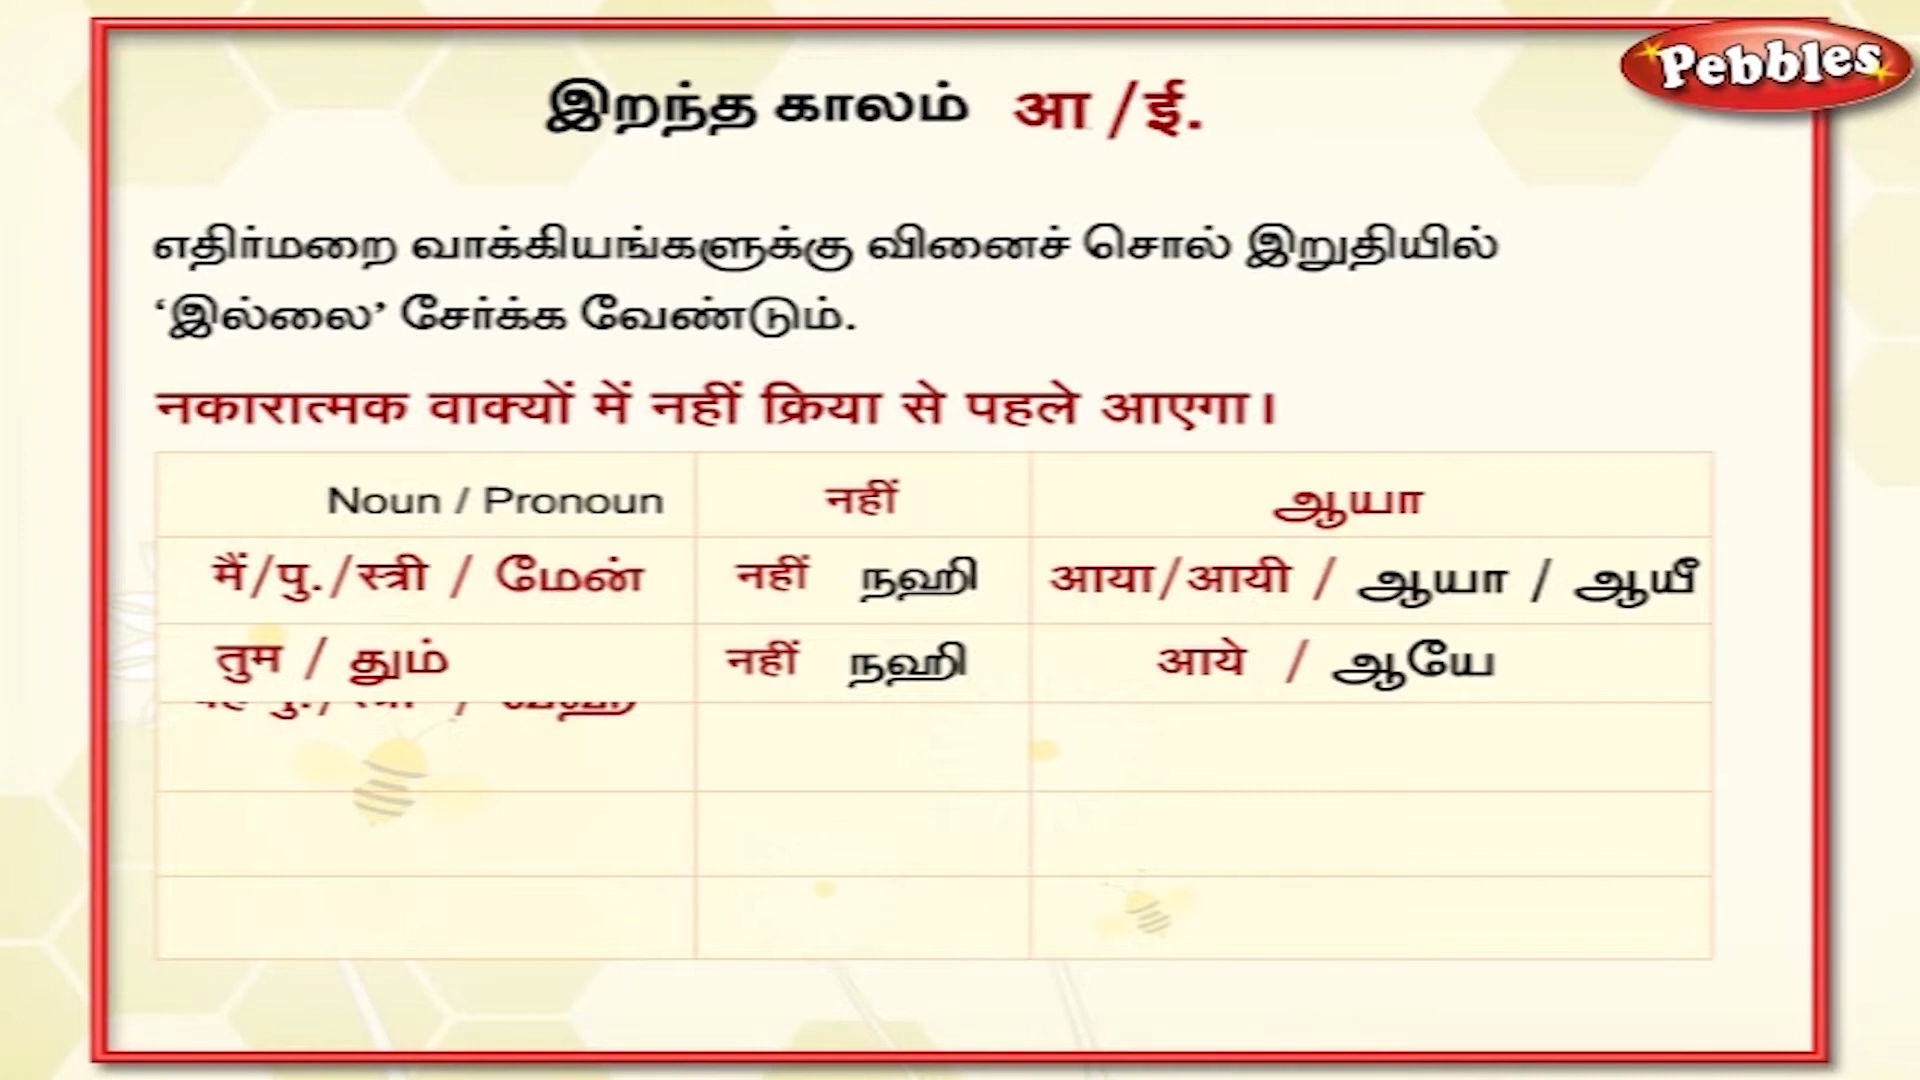 Pebbles
இறந்த காலம் आ /ई.
எதிர்மறை வாக்கியங்களுக்கு வினைச் சொல் இறுதியில்
‘இல்லை’ சேர்க்க வேண்டும்.
नकारात्मक वाक्यों में नहीं क्रिया से पहले आएगा।
Noun / Pronoun नहीं ஆயா
मैं/पु./स्त्री / மேன் नहीं நஹி आया/आयी / ஆயா / ஆயீ
तुम / தும் नहीं நஹி आये / ஆயே